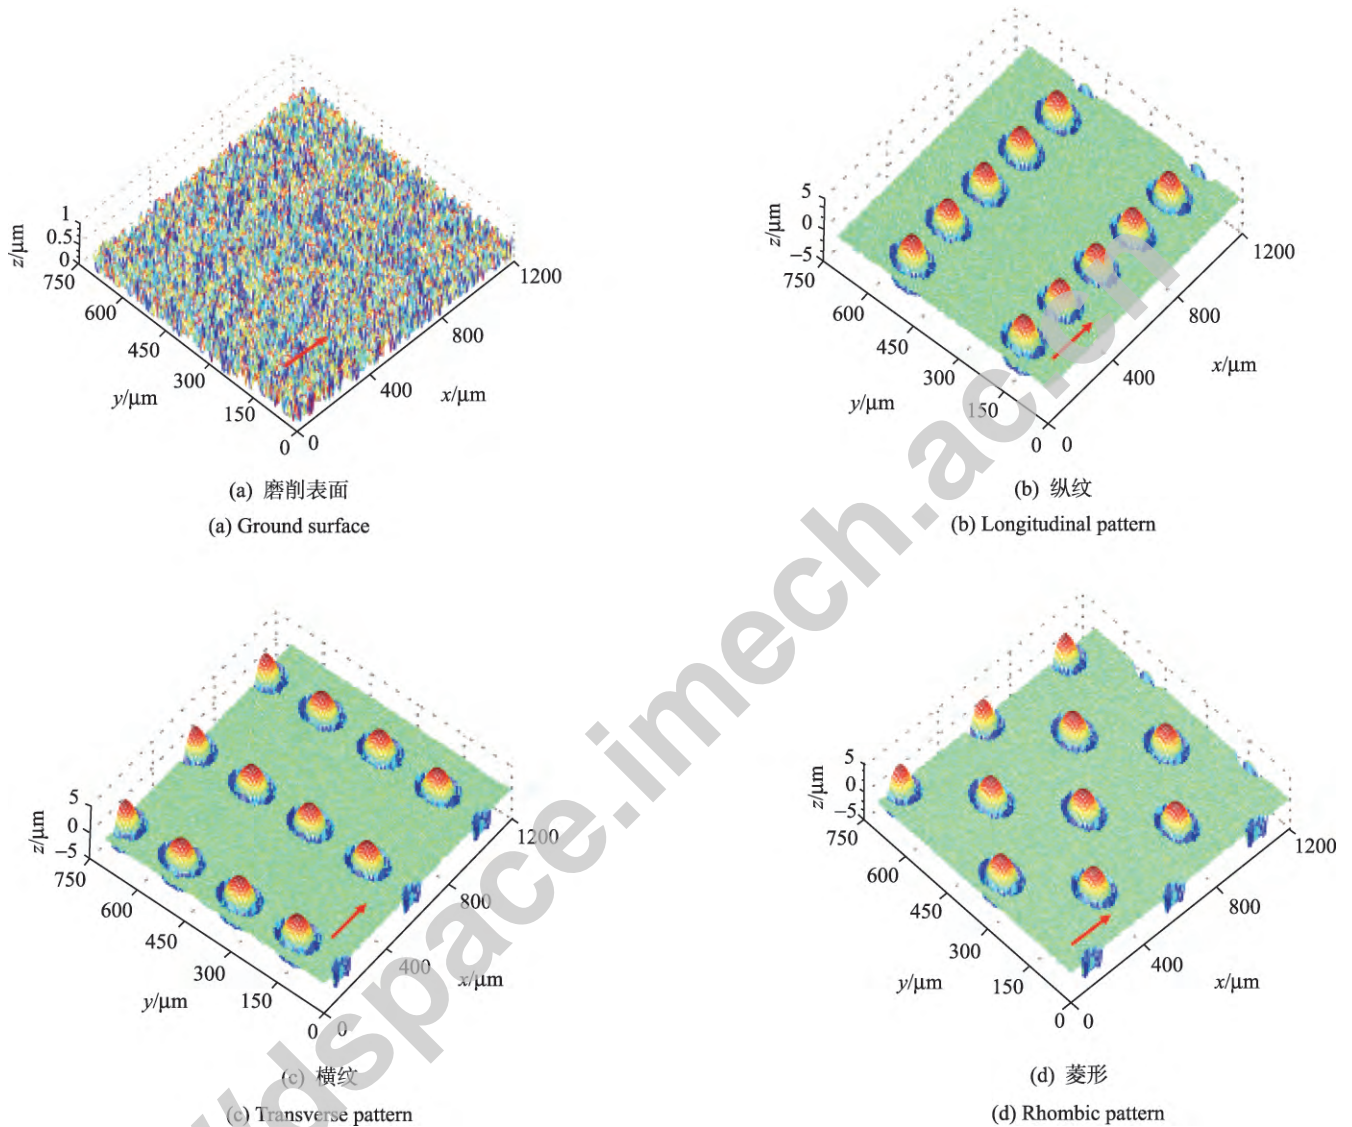 z/μm
1
0.5
0
750
600
450
300
150
0
y/μm
0
400
800
1200
x/μm
(a) 磨削表面
(a) Ground surface
z/μm
5
0
−5
750
600
450
300
150
0
y/μm
0
400
800
1200
x/μm
(b) 纵纹
(b) Longitudinal pattern
z/μm
5
0
−5
750
600
450
300
150
0
y/μm
0
400
800
1200
x/μm
(c) 横纹
(c) Transverse pattern
z/μm
5
0
−5
750
600
450
300
150
0
y/μm
0
400
800
1200
x/μm
(d) 菱形
(d) Rhombic pattern
dspace.imech.ac.cn